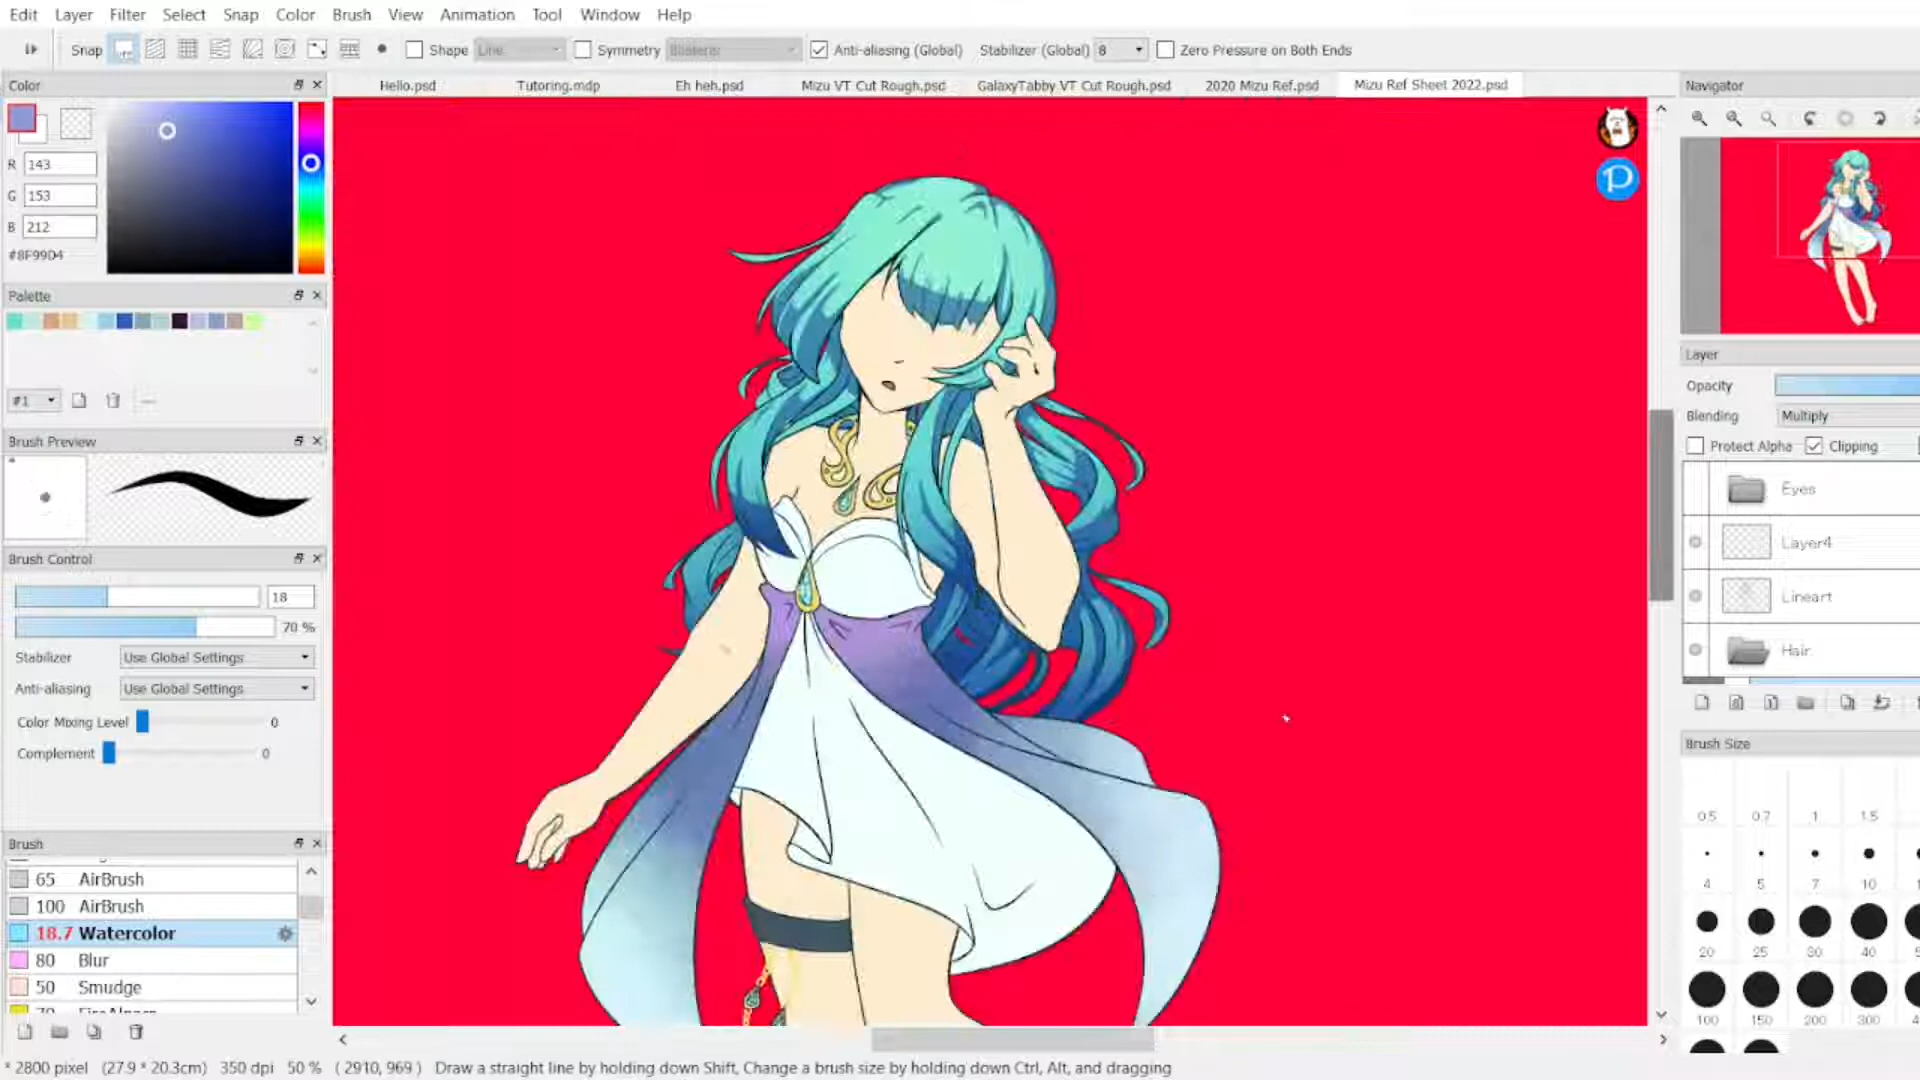 Edit Layer Filter Select Snap Color Brush View Animation Tool Window Help
Snap Shape Line Symmetry Bilateral Anti-aliasing (Global) Stabilizer (Global) 8 Zero Pressure on Both Ends
Color
Hello.psd Tutoring.mdp Eh heh.psd Mizu VT Cut Rough.psd GalaxyTabby VT Cut Rough.psd 2020 Mizu Ref.psd Mizu Ref Sheet 2022.psd
Navigator
R 143
G 153
B 212
#8F99D4
Palette
#1
Brush Preview
Brush Control
18
70 %
Stabilizer Use Global Settings
Anti-aliasing Use Global Settings
Color Mixing Level 0
Complement 0
Brush
65 AirBrush
100 AirBrush
18.7 Watercolor
80 Blur
50 Smudge
Layer
Opacity
Blending Multiply
Protect Alpha Clipping
Eyes
Layer4
Lineart
Hair
Brush Size
0.5 0.7 1 1.5
4 5 7 10
20 25 30 40
100 150 200 300
* 2800 pixel (27.9 * 20.3cm) 350 dpi 50 % ( 2910, 969 ) Draw a straight line by holding down Shift, Change a brush size by holding down Ctrl, Alt, and dragging